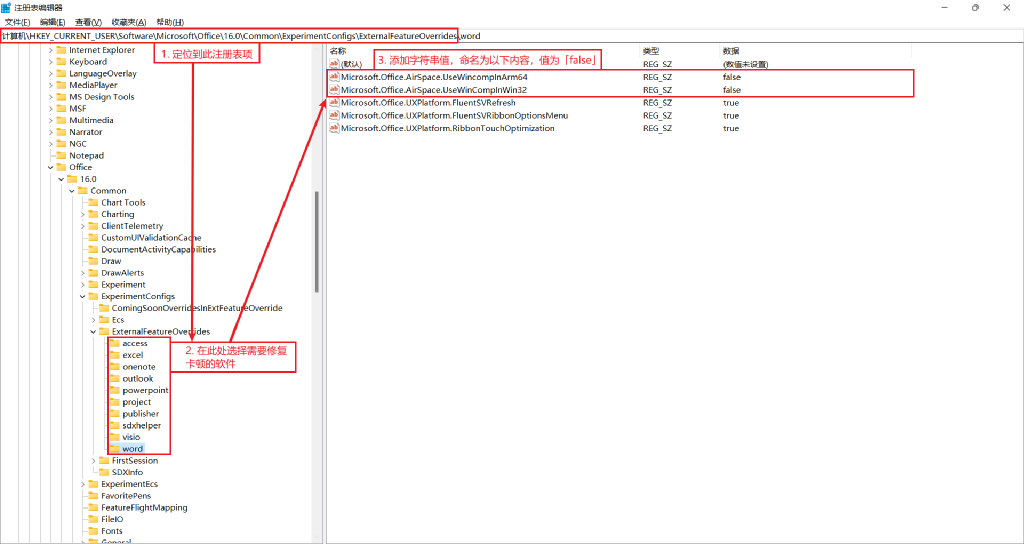 注册表编辑器
文件(F) 编辑(E) 查看(V) 收藏夹(A) 帮助(H)
计算机\HKEY_CURRENT_USER\Software\Microsoft\Office\16.0\Common\ExperimentConfigs\ExternalFeatureOverrides\word
1. 定位到此注册表项
Internet Explorer
Keyboard
LanguageOverlay
MediaPlayer
MS Design Tools
MSF
Multimedia
Narrator
NGC
Notepad
Office
16.0
Common
Chart Tools
Charting
ClientTelemetry
CustomUIValidationCache
DocumentActivityCapabilities
Draw
DrawAlerts
Experiment
ExperimentConfigs
ComingSoonOverridesInExtFeatureOverride
Ecs
ExternalFeatureOverrides
access
excel
onenote
outlook
powerpoint
project
publisher
sdxhelper
visio
word
FirstSession
SDXInfo
ExperimentEcs
FavoritePens
FeatureFlightMapping
FileIO
Fonts
General
2. 在此处选择需要修复
卡顿的软件
名称 类型 数据
3. 添加字符串值，命名为以下内容，值为「false」
(默认) REG_SZ (数值未设置)
Microsoft.Office.AirSpace.UseWincompInArm64 REG_SZ false
Microsoft.Office.AirSpace.UseWinCompInWin32 REG_SZ false
Microsoft.Office.UXPlatform.FluentSVRefresh REG_SZ true
Microsoft.Office.UXPlatform.FluentSVRibbonOptionsMenu REG_SZ true
Microsoft.Office.UXPlatform.RibbonTouchOptimization REG_SZ true